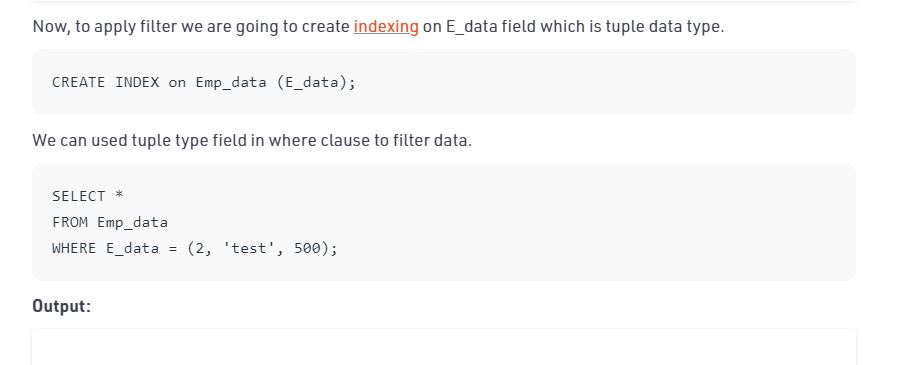 Now, to apply filter we are going to create indexing on E_data field which is tuple data type.
CREATE INDEX on Emp_data (E_data);
We can used tuple type field in where clause to filter data.
SELECT *
FROM Emp_data
WHERE E_data = (2, 'test', 500);
Output: